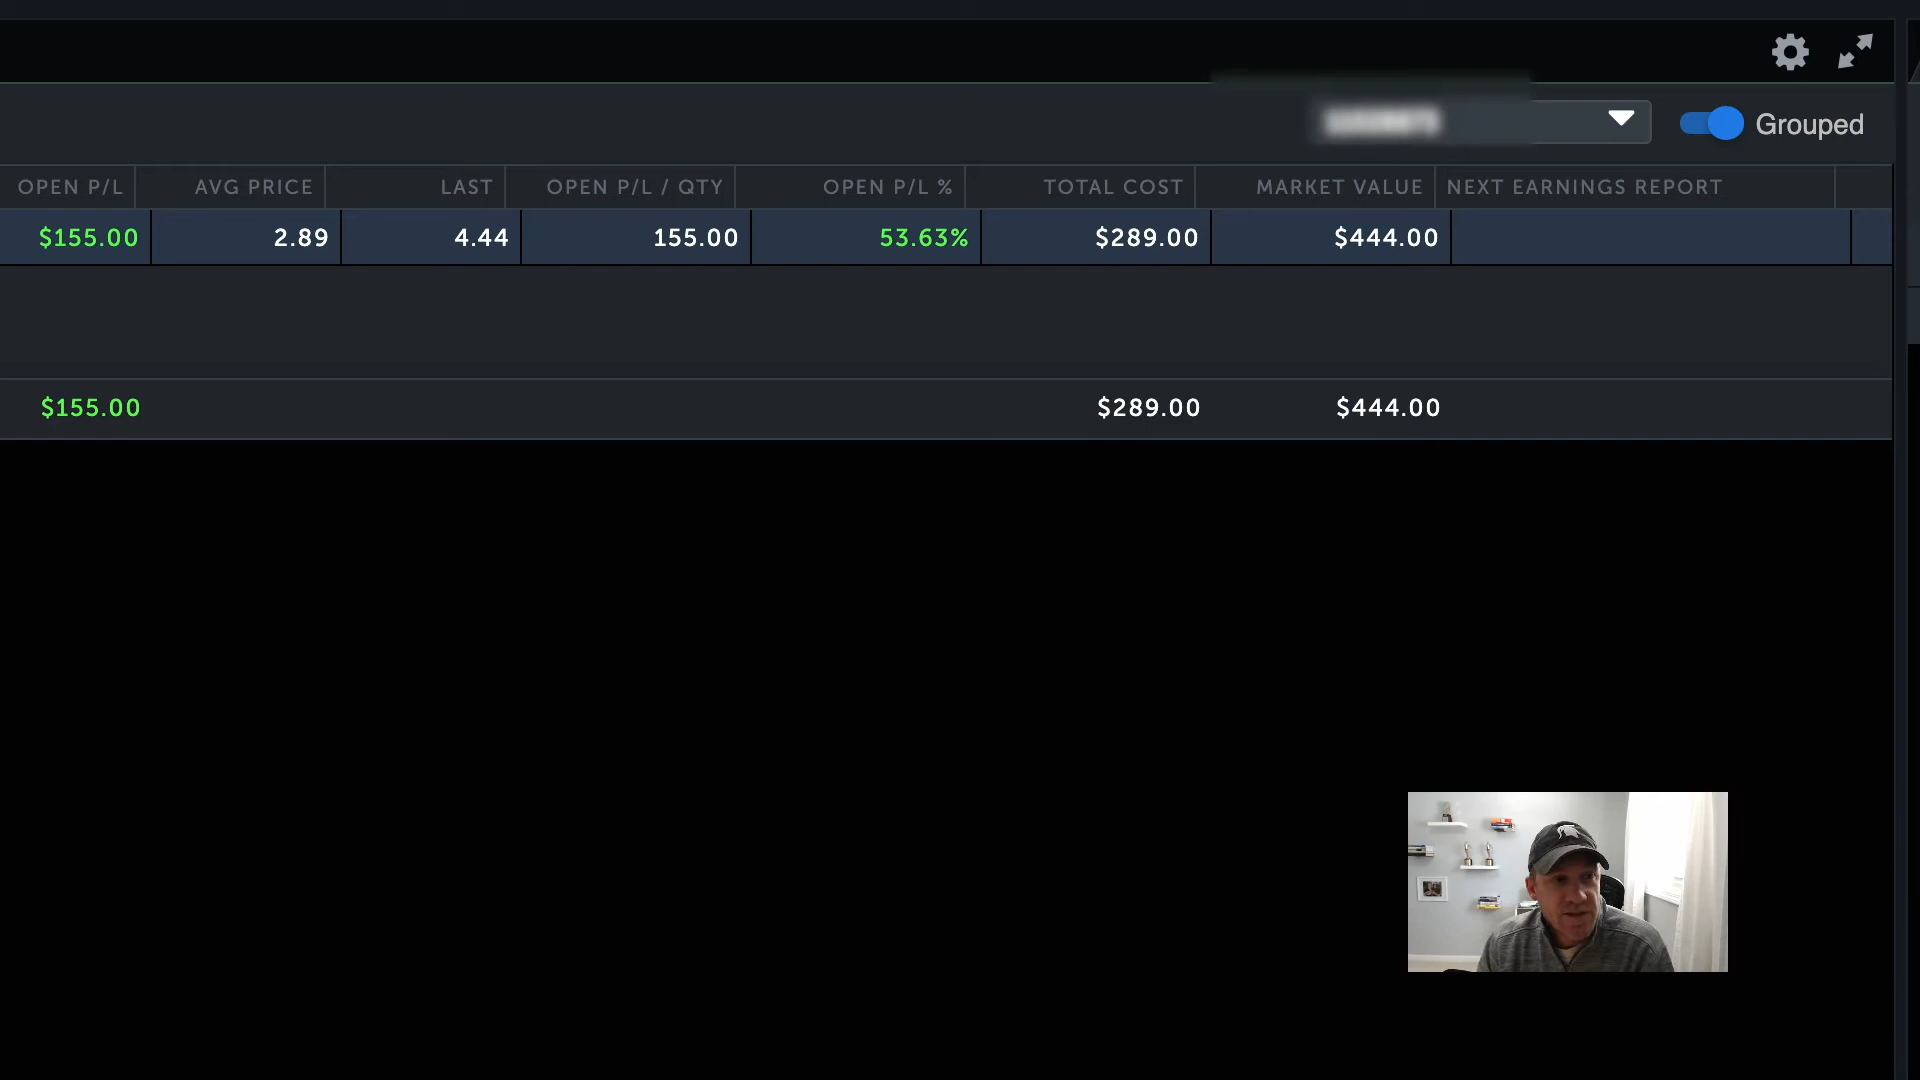 Grouped
OPEN P/L AVG PRICE LAST OPEN P/L / QTY OPEN P/L % TOTAL COST MARKET VALUE NEXT EARNINGS REPORT
$155.00 2.89 4.44 155.00 53.63% $289.00 $444.00
$155.00 $289.00 $444.00